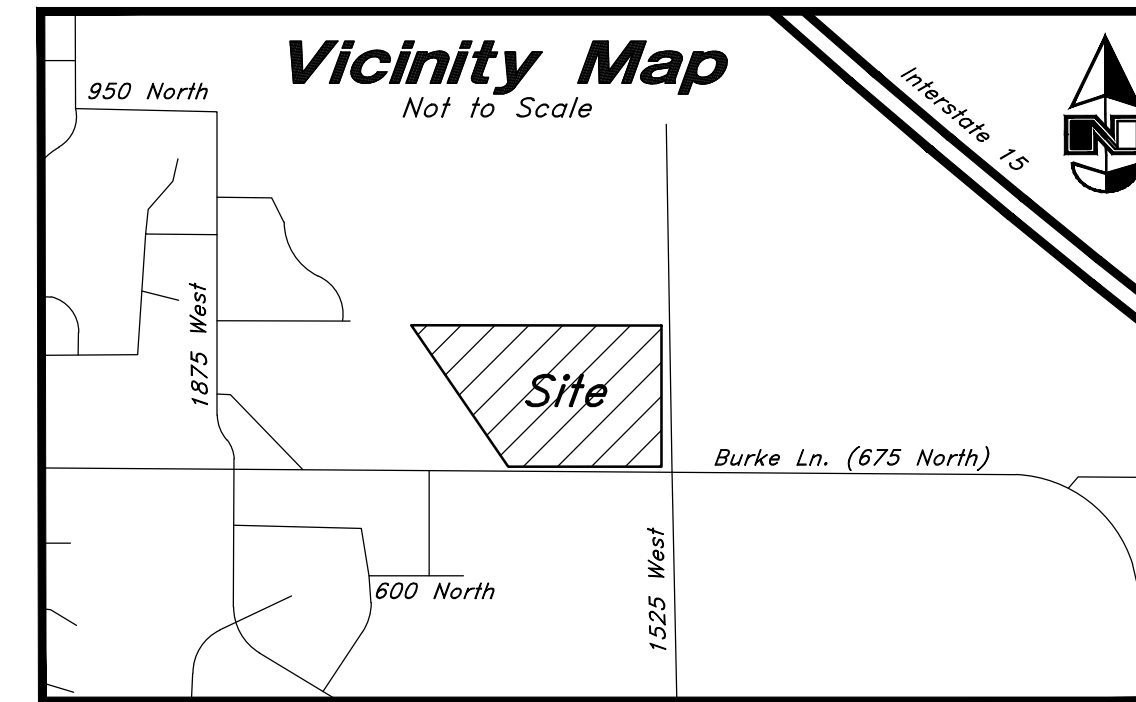 Vicinity Map
Not to Scale
950 North
Interstate 15
N
1875 West
Site
Burke Ln. (675 North)
600 North
1525 West